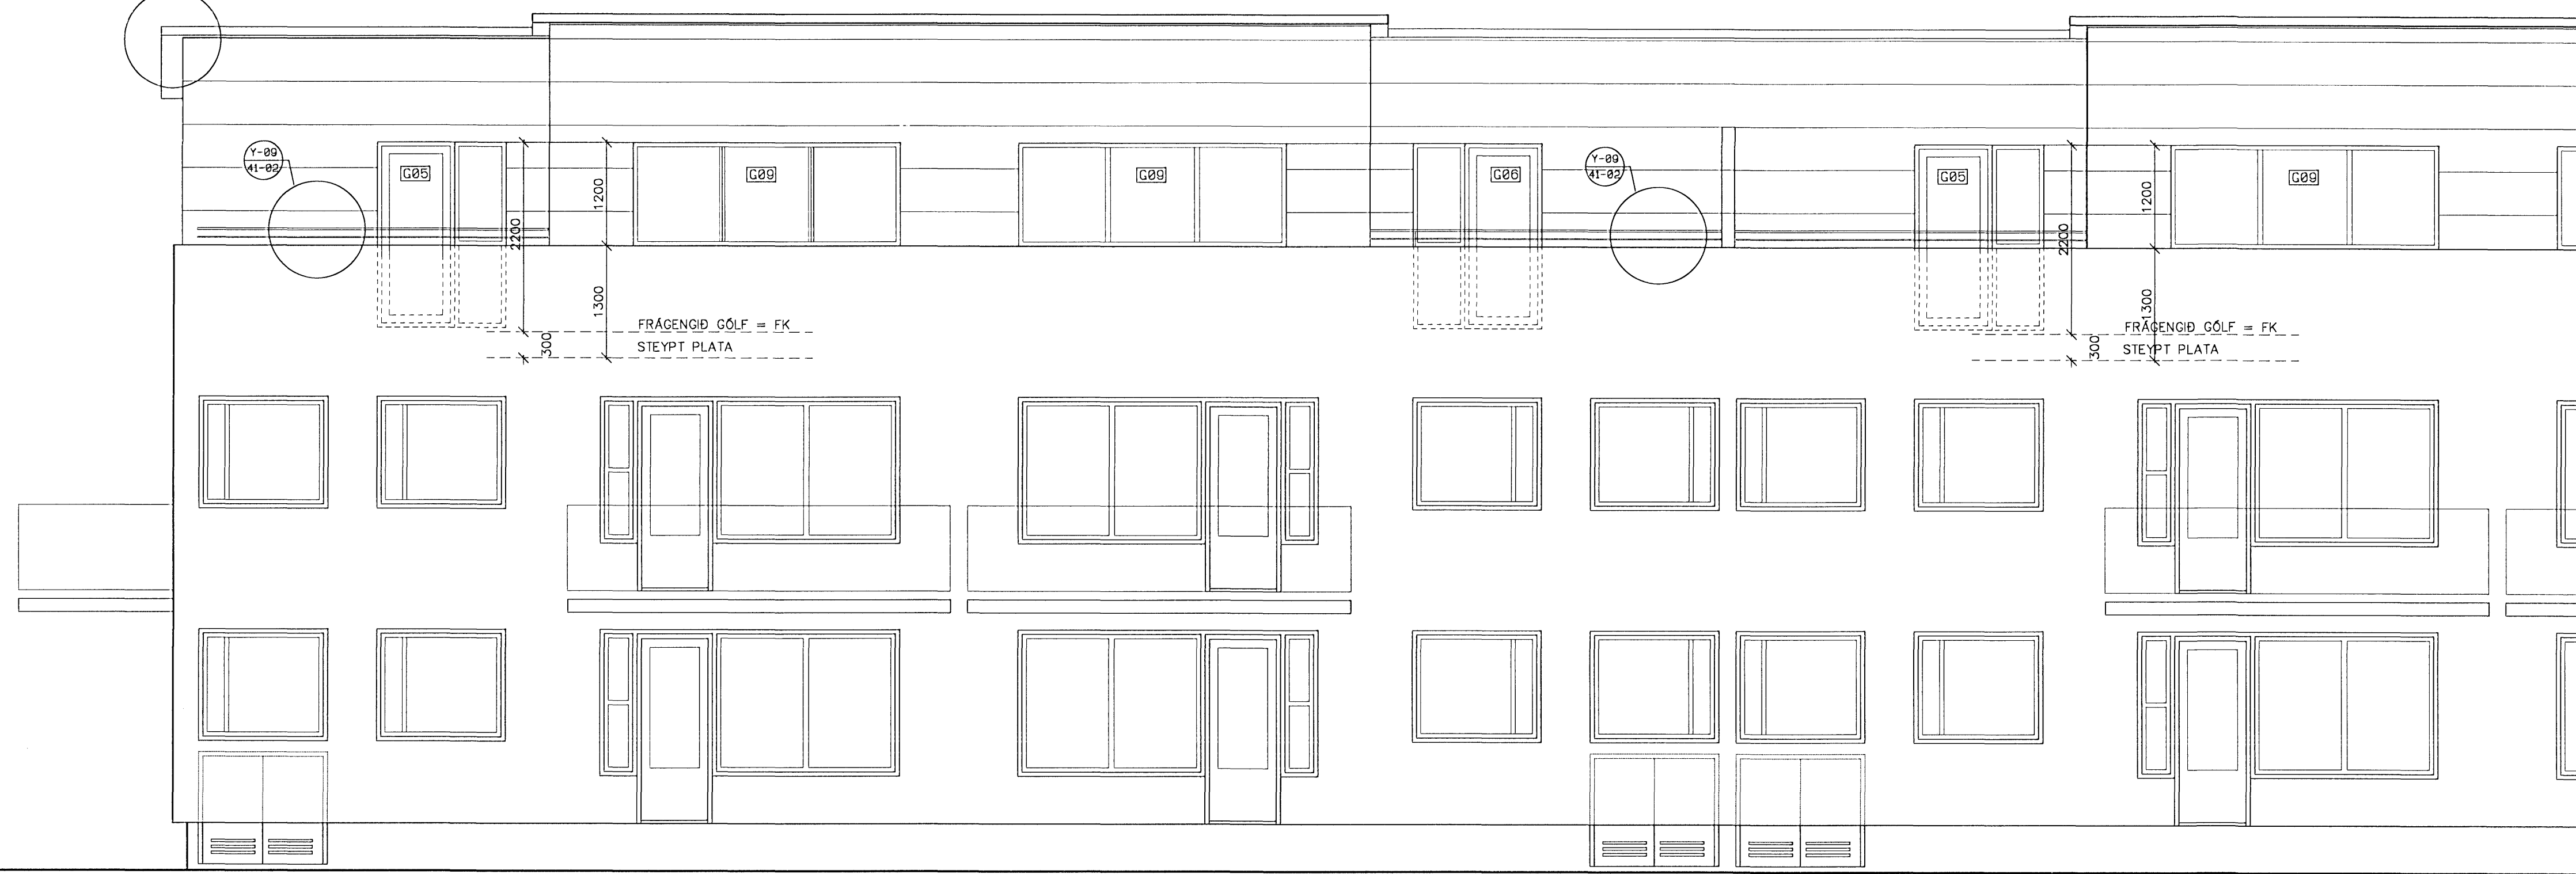 Y-09
41-02
G05
G09
G09
G06
Y-09
41-02
G05
G09
2200
1200
1300
300
FRÁGENGIÐ GÓLF = FK
STEYPT PLATA
2200
1200
1300
300
FRÁGENGIÐ GÓLF = FK
STEYPT PLATA